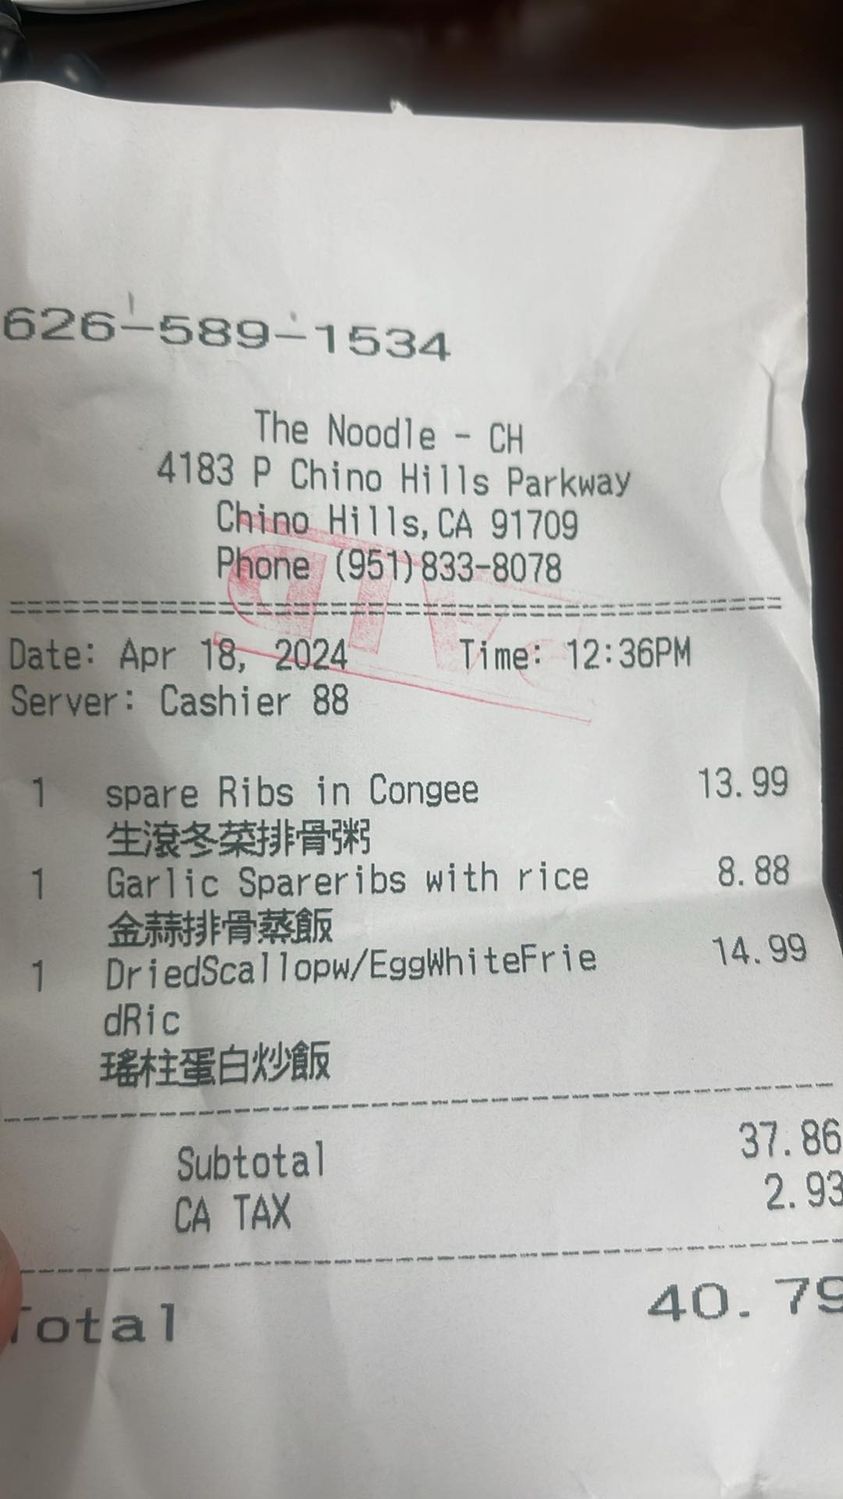 626-589-1534
The Noodle - CH
4183 P Chino Hills Parkway
Chino Hills,CA 91709
Phone (951)833-8078
Date: Apr 18, 2024 Time: 12:36PM
Server: Cashier 88
1 spare Ribs in Congee 13.99
生滾冬菜排骨粥
1 Garlic Spareribs with rice 8.88
金蒜排骨蒸飯
1 DriedScallopw/EggWhiteFrie 14.99
dRic
瑤柱蛋白炒飯
Subtotal 37.86
CA TAX 2.93
Total 40.79